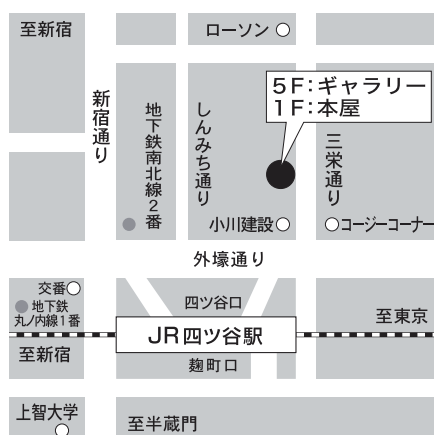 至新宿
ローソン
5F:ギャラリー
1F:本屋
新宿通り
地下鉄南北線2番
しんみち通り
三栄通り
小川建設
コージーコーナー
外壕通り
交番
地下鉄
丸ノ内線1番
四ツ谷口
至東京
JR四ツ谷駅
至新宿
麹町口
上智大学
至半蔵門